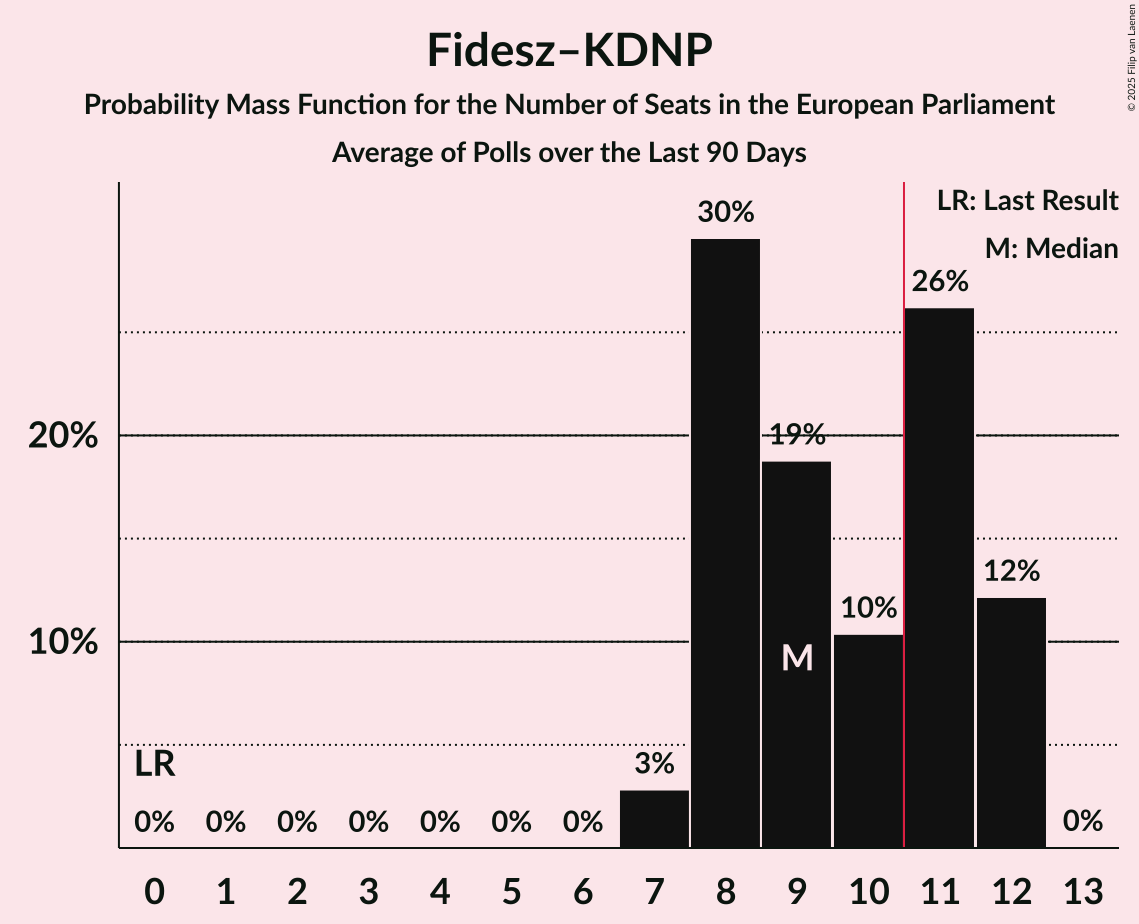 Fidesz–KDNP
Probability Mass Function for the Number of Seats in the European Parliament
Average of Polls over the Last 90 Days
© 2025 Filip van Laenen
LR: Last Result
M: Median
30%
26%
20%
19%
12%
10%
10%
M
LR
3%
0% 0% 0% 0% 0% 0% 0% 0%
0 1 2 3 4 5 6 7 8 9 10 11 12 13